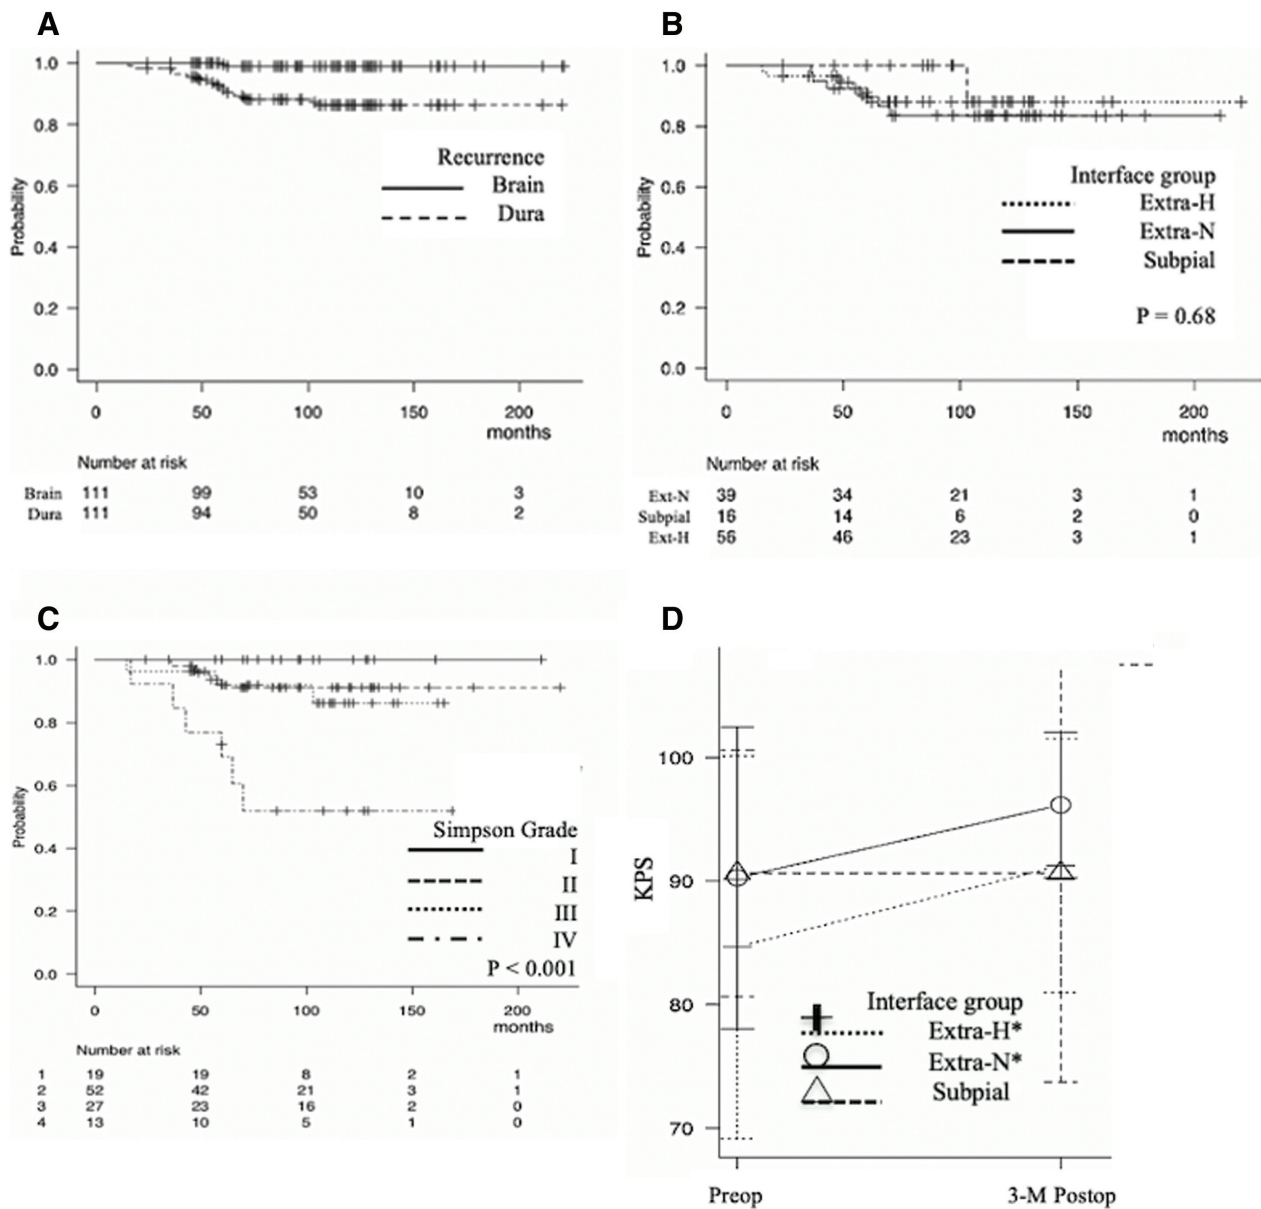 A
1.0
0.8
0.6
0.4
0.2
0.0
Probability
Recurrence
Brain
Dura
0 50 100 150 200
months
Number at risk
Brain 111 99 53 10 3
Dura 111 94 50 8 2
B
1.0
0.8
0.6
0.4
0.2
0.0
Probability
Interface group
Extra-H
Extra-N
Subpial
P = 0.68
0 50 100 150 200
months
Number at risk
Ext-N 39 34 21 3 1
Subpial 16 14 6 2 0
Ext-H 56 46 23 3 1
C
1.0
0.8
0.6
0.4
0.2
0.0
Probability
Simpson Grade
I
II
III
IV
P < 0.001
0 50 100 150 200
months
Number at risk
1 19 19 8 2 1
2 52 42 21 3 1
3 27 23 16 2 0
4 13 10 5 1 0
D
100
90
80
70
KPS
Interface group
Extra-H*
Extra-N*
Subpial
Preop 3-M Postop